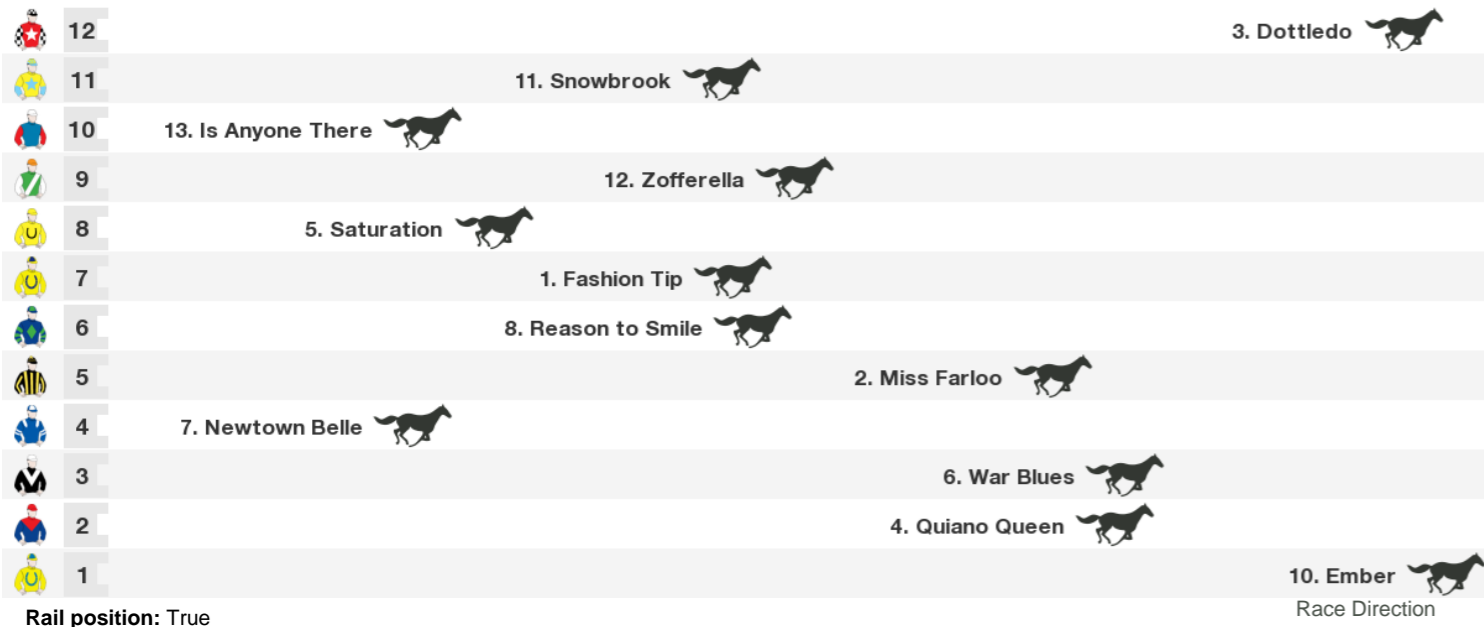 12 3. Dottledo
11 11. Snowbrook
10 13. Is Anyone There
9 12. Zofferella
8 5. Saturation
7 1. Fashion Tip
6 8. Reason to Smile
5 2. Miss Farloo
4 7. Newtown Belle
3 6. War Blues
2 4. Quiano Queen
1 10. Ember
Rail position: True Race Direction